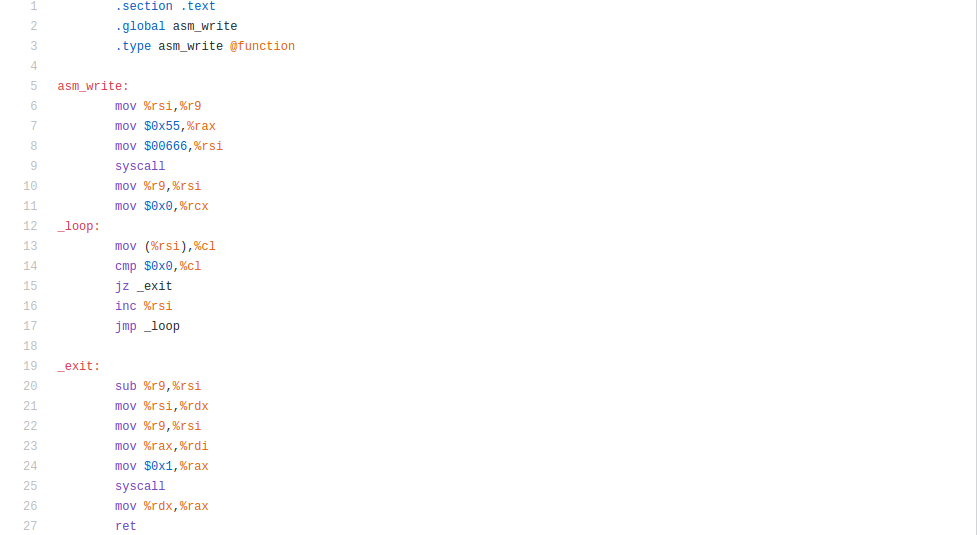 1 .section .text
2 .global asm_write
3 .type asm_write @function
4
5 asm_write:
6 mov %rsi,%r9
7 mov $0x55,%rax
8 mov $00666,%rsi
9 syscall
10 mov %r9,%rsi
11 mov $0x0,%rcx
12 _loop:
13 mov (%rsi),%cl
14 cmp $0x0,%cl
15 jz _exit
16 inc %rsi
17 jmp _loop
18
19 _exit:
20 sub %r9,%rsi
21 mov %rsi,%rdx
22 mov %r9,%rsi
23 mov %rax,%rdi
24 mov $0x1,%rax
25 syscall
26 mov %rdx,%rax
27 ret